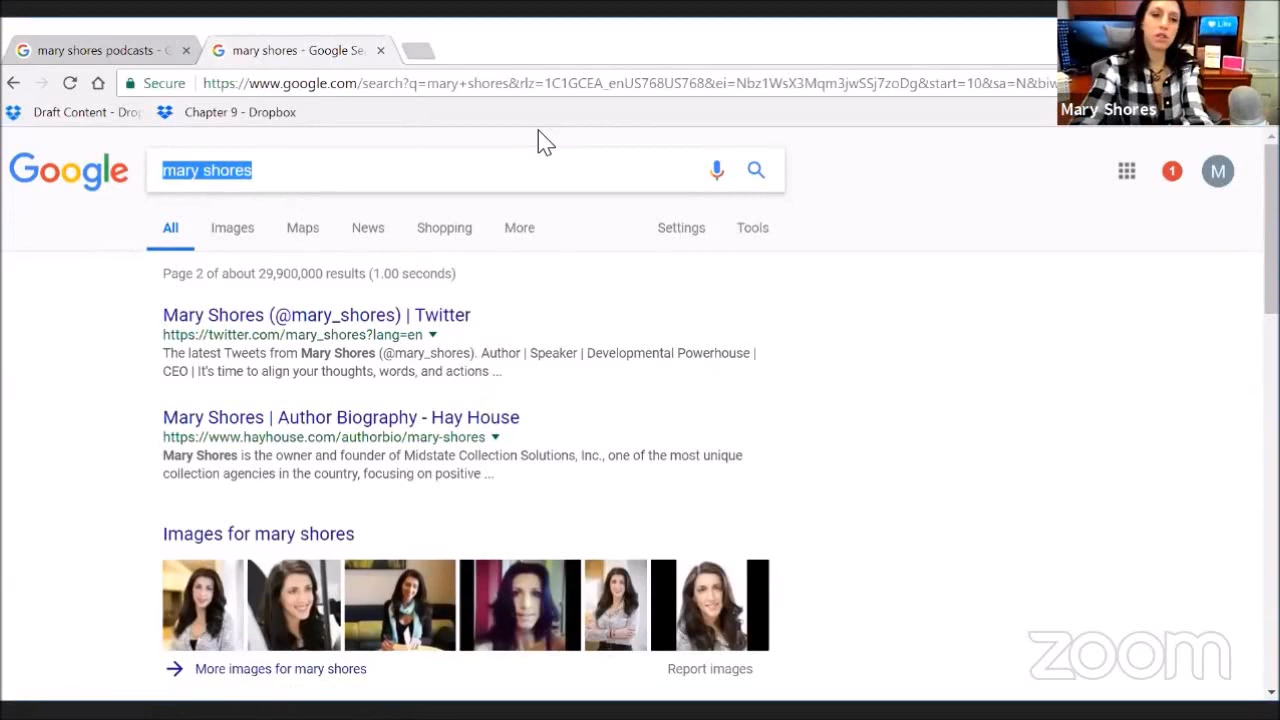 mary shores podcasts - G
mary shores - Google S
Secure
https://www.google.com/search?q=mary+shores&rlz=1C1GCEA_enUS768US768&ei=Nbz1WsX3Mqm3jwSSj7zoDg&start=10&sa=N&biw
Like
Mary Shores
Draft Content - Drop
Chapter 9 - Dropbox
Google
mary shores
1
M
All
Images
Maps
News
Shopping
More
Settings
Tools
Page 2 of about 29,900,000 results (1.00 seconds)
Mary Shores (@mary_shores) | Twitter
https://twitter.com/mary_shores?lang=en
The latest Tweets from Mary Shores (@mary_shores). Author | Speaker | Developmental Powerhouse |
CEO | It's time to align your thoughts, words, and actions ...
Mary Shores | Author Biography - Hay House
https://www.hayhouse.com/authorbio/mary-shores
Mary Shores is the owner and founder of Midstate Collection Solutions, Inc., one of the most unique
collection agencies in the country, focusing on positive ...
Images for mary shores
More images for mary shores
Report images
zoom